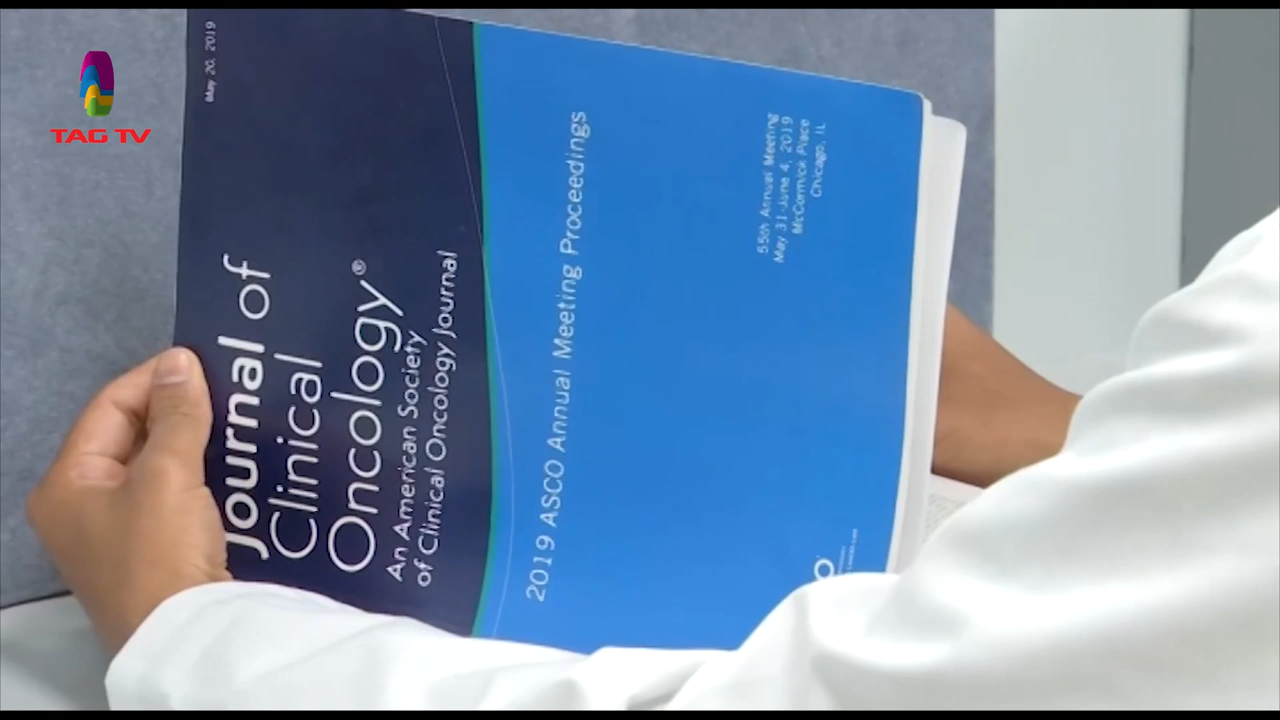 TAG TV
May 20, 2019
Journal of
Clinical
Oncology®
An American Society
of Clinical Oncology Journal
2019 ASCO Annual Meeting Proceedings
55th Annual Meeting
May 31-June 4, 2019
McCormick Place
Chicago, IL